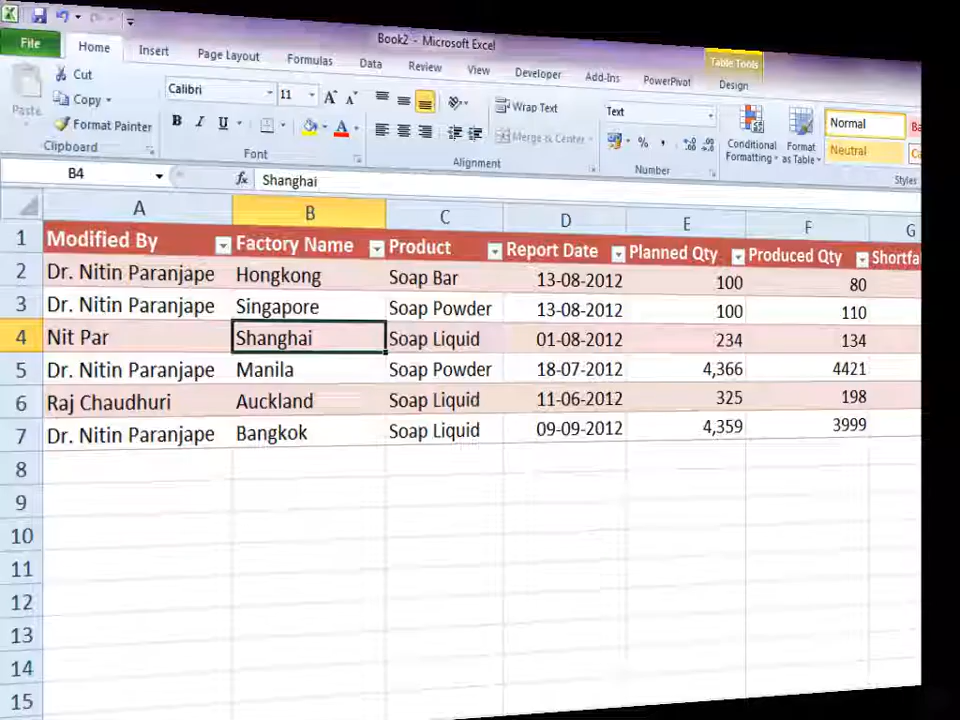 Book2 - Microsoft Excel
Table Tools
File Home Insert Page Layout Formulas Data Review View Developer Add-Ins PowerPivot Design
Paste
Cut
Copy
Format Painter
Clipboard
Calibri 11
B I U A
Font
Wrap Text
Merge & Center
Alignment
Text
%
Number
Conditional Formatting
Format as Table
Normal
Neutral
Styles
B4 fx Shanghai
A B C D E F G
1 Modified By Factory Name Product Report Date Planned Qty Produced Qty Shortfa
2 Dr. Nitin Paranjape Hongkong Soap Bar 13-08-2012 100 80
3 Dr. Nitin Paranjape Singapore Soap Powder 13-08-2012 100 110
4 Nit Par Shanghai Soap Liquid 01-08-2012 234 134
5 Dr. Nitin Paranjape Manila Soap Powder 18-07-2012 4,366 4421
6 Raj Chaudhuri Auckland Soap Liquid 11-06-2012 325 198
7 Dr. Nitin Paranjape Bangkok Soap Liquid 09-09-2012 4,359 3999
8
9
10
11
12
13
14
15